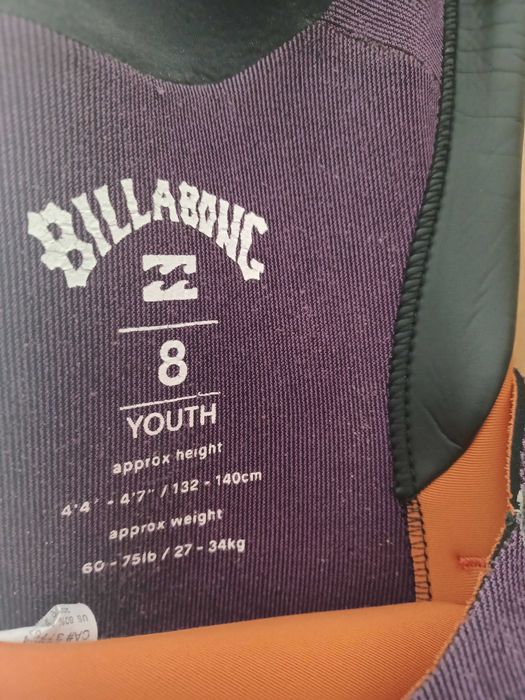 BILLABONG
8
YOUTH
approx height
4'4" - 4'7" / 132 - 140cm
approx weight
60 - 75lb / 27 - 34kg